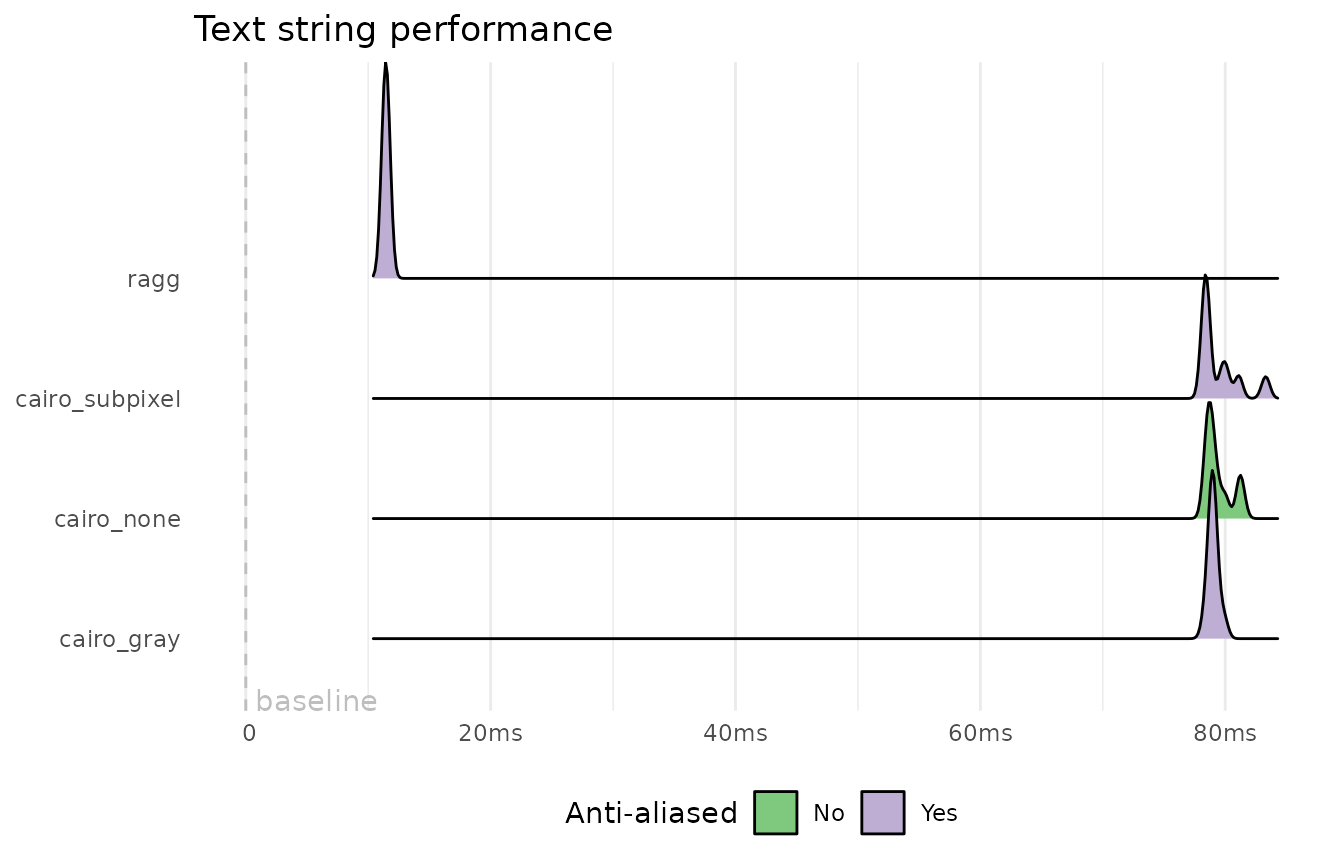 Text string performance
ragg
cairo_subpixel
cairo_none
cairo_gray
baseline
0 20ms 40ms 60ms 80ms
Anti-aliased No Yes